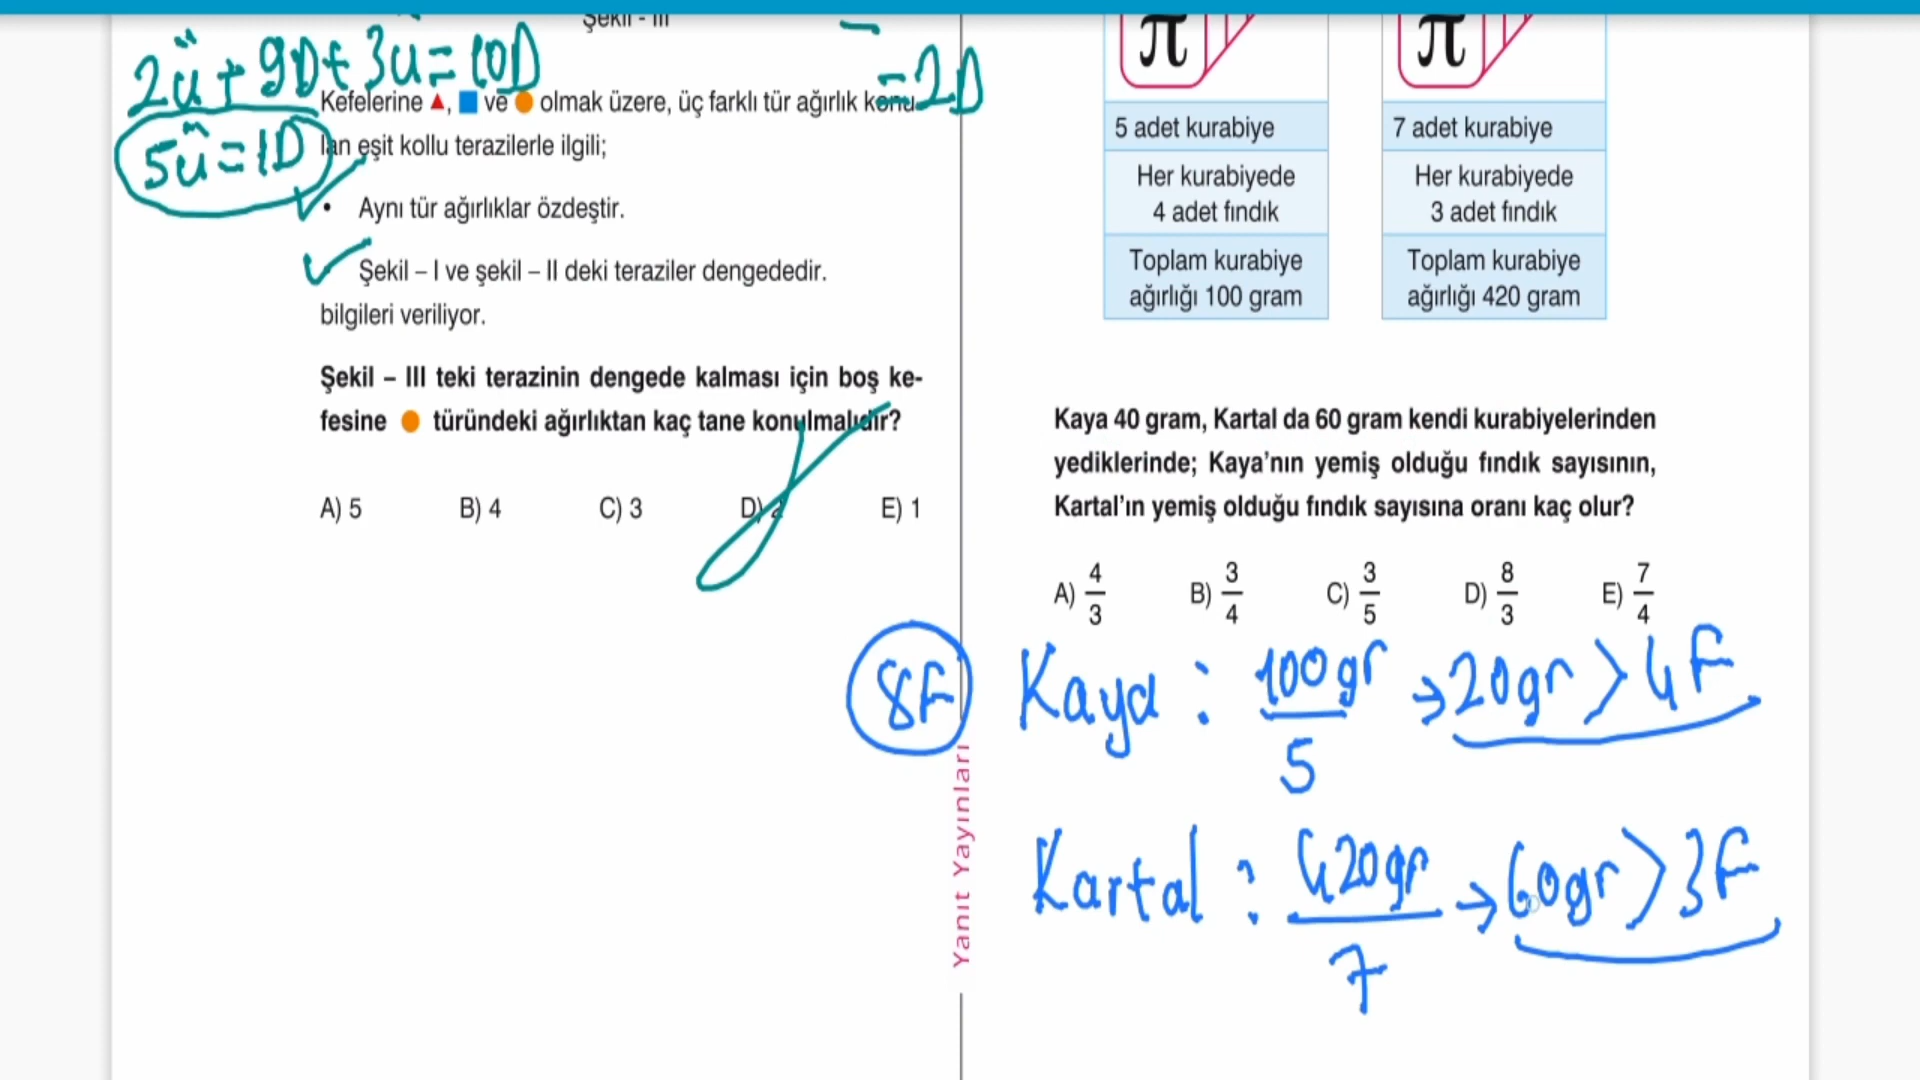 Şekil - III
2ü + 9D + 3ü = 10D
= 2D
Kefelerine ▲, ■ ve ● olmak üzere, üç farklı tür ağırlık konu-
lan eşit kollu terazilerle ilgili;
5ü = 1D
• Aynı tür ağırlıklar özdeştir.
Şekil – I ve şekil – II deki teraziler dengededir.
bilgileri veriliyor.
Şekil – III teki terazinin dengede kalması için boş ke-
fesine ● türündeki ağırlıktan kaç tane konulmalıdır?
A) 5 B) 4 C) 3 D) 2 E) 1
π π
5 adet kurabiye
Her kurabiyede
4 adet fındık
Toplam kurabiye
ağırlığı 100 gram
7 adet kurabiye
Her kurabiyede
3 adet fındık
Toplam kurabiye
ağırlığı 420 gram
Kaya 40 gram, Kartal da 60 gram kendi kurabiyelerinden
yediklerinde; Kaya'nın yemiş olduğu fındık sayısının,
Kartal'ın yemiş olduğu fındık sayısına oranı kaç olur?
A) 4/3 B) 3/4 C) 3/5 D) 8/3 E) 7/4
8F Kaya : 100gr/5 → 20gr > 4F
Kartal : 420gr/7 → 60gr > 3F
Yanıt Yayınları